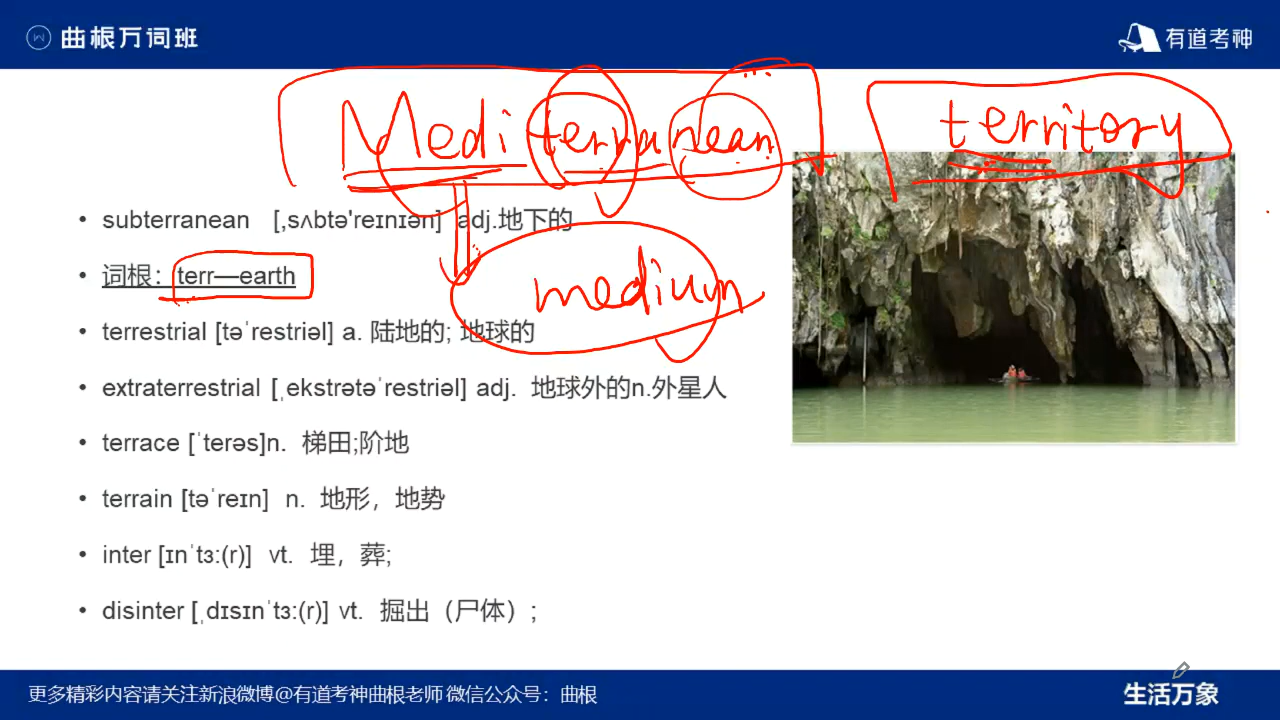 曲根万词班
有道考神
Mediterranean
territory
subterranean [ˌsʌbtə'reɪnɪən] adj.地下的
词根：terr—earth
medium
terrestrial [təˈrestriəl] a. 陆地的; 地球的
extraterrestrial [ˌekstrətəˈrestriəl] adj. 地球外的n.外星人
terrace [ˈterəs]n. 梯田;阶地
terrain [təˈreɪn] n. 地形，地势
inter [ɪnˈtɜː(r)] vt. 埋，葬;
disinter [ˌdɪsɪnˈtɜː(r)] vt. 掘出（尸体）;
更多精彩内容请关注新浪微博@有道考神曲根老师 微信公众号：曲根
生活万象